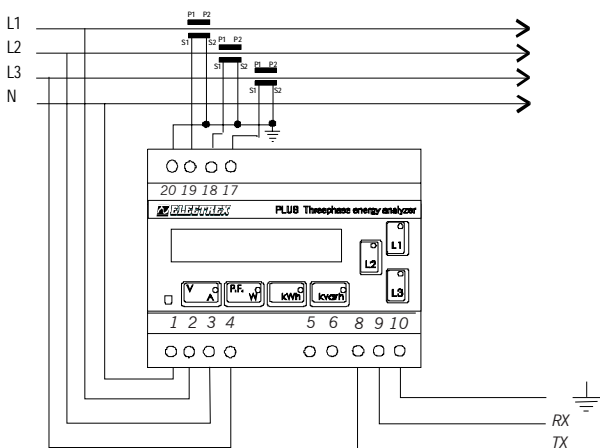 L1
P1 P2
L2
S1 S2
P1 P2
L3
S1 S2
P1 P2
N
S1 S2
20 19 18 17
ELECTREX
PLUS Threephase energy analyzer
L1
L2
V A
P.F. W
kWh
kvarh
L3
1 2 3 4 5 6 8 9 10
RX
TX